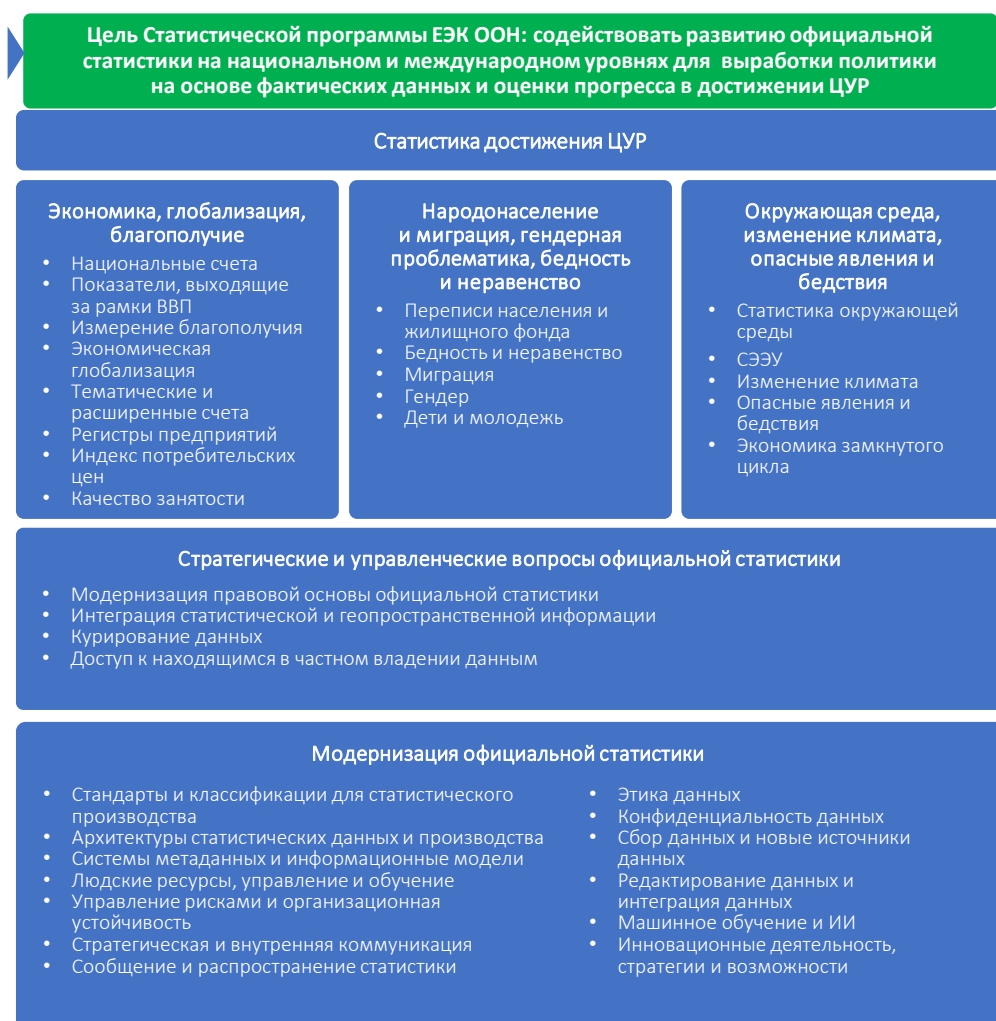 Цель Статистической программы ЕЭК ООН: содействовать развитию официальной
статистики на национальном и международном уровнях для выработки политики
на основе фактических данных и оценки прогресса в достижении ЦУР
Статистика достижения ЦУР
Экономика, глобализация,
благополучие
• Национальные счета
• Показатели, выходящие
за рамки ВВП
• Измерение благополучия
• Экономическая
глобализация
• Тематические и
расширенные счета
• Регистры предприятий
• Индекс потребительских
цен
• Качество занятости
Народонаселение
и миграция, гендерная
проблематика, бедность
и неравенство
• Переписи населения и
жилищного фонда
• Бедность и неравенство
• Миграция
• Гендер
• Дети и молодежь
Окружающая среда,
изменение климата,
опасные явления и
бедствия
• Статистика окружающей
среды
• СЭЭУ
• Изменение климата
• Опасные явления и
бедствия
• Экономика замкнутого
цикла
Стратегические и управленческие вопросы официальной статистики
• Модернизация правовой основы официальной статистики
• Интеграция статистической и геопространственной информации
• Курирование данных
• Доступ к находящимся в частном владении данным
Модернизация официальной статистики
• Стандарты и классификации для статистического
производства
• Архитектуры статистических данных и производства
• Системы метаданных и информационные модели
• Людские ресурсы, управление и обучение
• Управление рисками и организационная
устойчивость
• Стратегическая и внутренняя коммуникация
• Сообщение и распространение статистики
• Этика данных
• Конфиденциальность данных
• Сбор данных и новые источники
данных
• Редактирование данных и
интеграция данных
• Машинное обучение и ИИ
• Инновационные деятельность,
стратегии и возможности